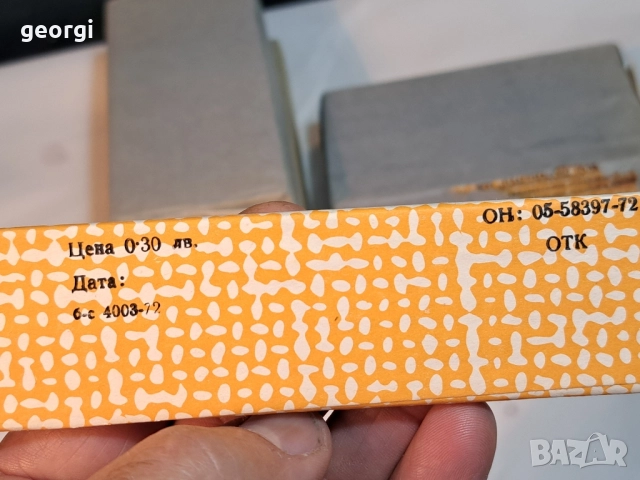 georgi
Цена 0·30 лв.
Дата:
б-с 4003-72
ОН: 05-58397-72
ОТК
BAZAR